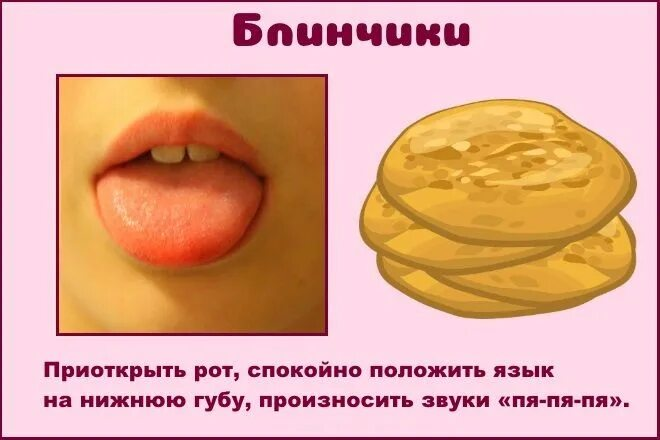 Блинчики
Приоткрыть рот, спокойно положить язык
на нижнюю губу, произносить звуки «пя-пя-пя».